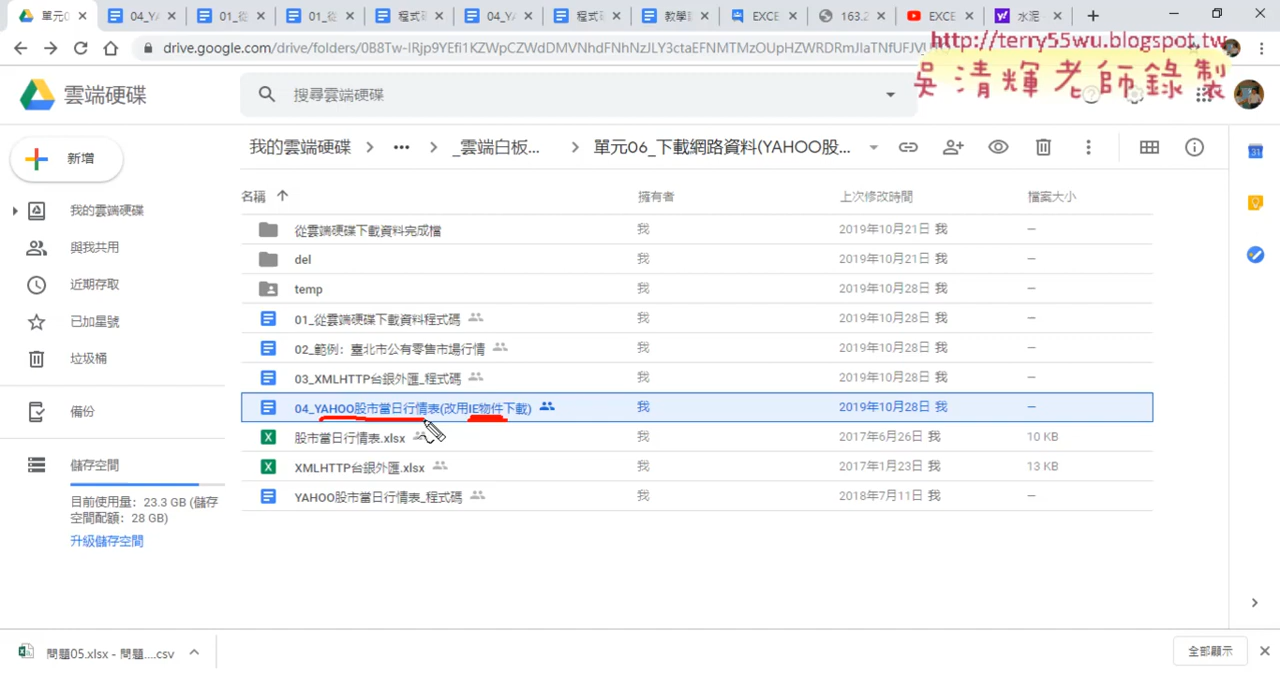 單元0
04_YA
01_從
01_從
程式碼
04_YA
程式碼
教學影
EXCE
163.2
EXCE
水泥
drive.google.com/drive/folders/
http://terry55wu.blogspot.tw
吳清輝老師錄製
雲端硬碟
搜尋雲端硬碟
新增
我的雲端硬碟
與我共用
近期存取
已加星號
垃圾桶
備份
儲存空間
目前使用量: 23.3 GB (儲存
空間配額: 28 GB)
升級儲存空間
我的雲端硬碟 > ••• > _雲端白板... > 單元06_下載網路資料(YAHOO股...
名稱 ↑ 擁有者 上次修改時間 檔案大小
從雲端硬碟下載資料完成檔 我 2019年10月21日 我 —
del 我 2019年10月21日 我 —
temp 我 2019年10月28日 我 —
01_從雲端硬碟下載資料程式碼 我 2019年10月28日 我 —
02_範例: 臺北市公有零售市場行情 我 2019年10月28日 我 —
03_XMLHTTP台銀外匯_程式碼 我 2019年10月28日 我 —
04_YAHOO股市當日行情表(改用IE物件下載) 我 2019年10月28日 我 —
股市當日行情表.xlsx 我 2017年6月26日 我 10 KB
XMLHTTP台銀外匯.xlsx 我 2017年1月23日 我 13 KB
YAHOO股市當日行情表_程式碼 我 2018年7月11日 我 —
31
問題05.xlsx - 問題....csv
全部顯示